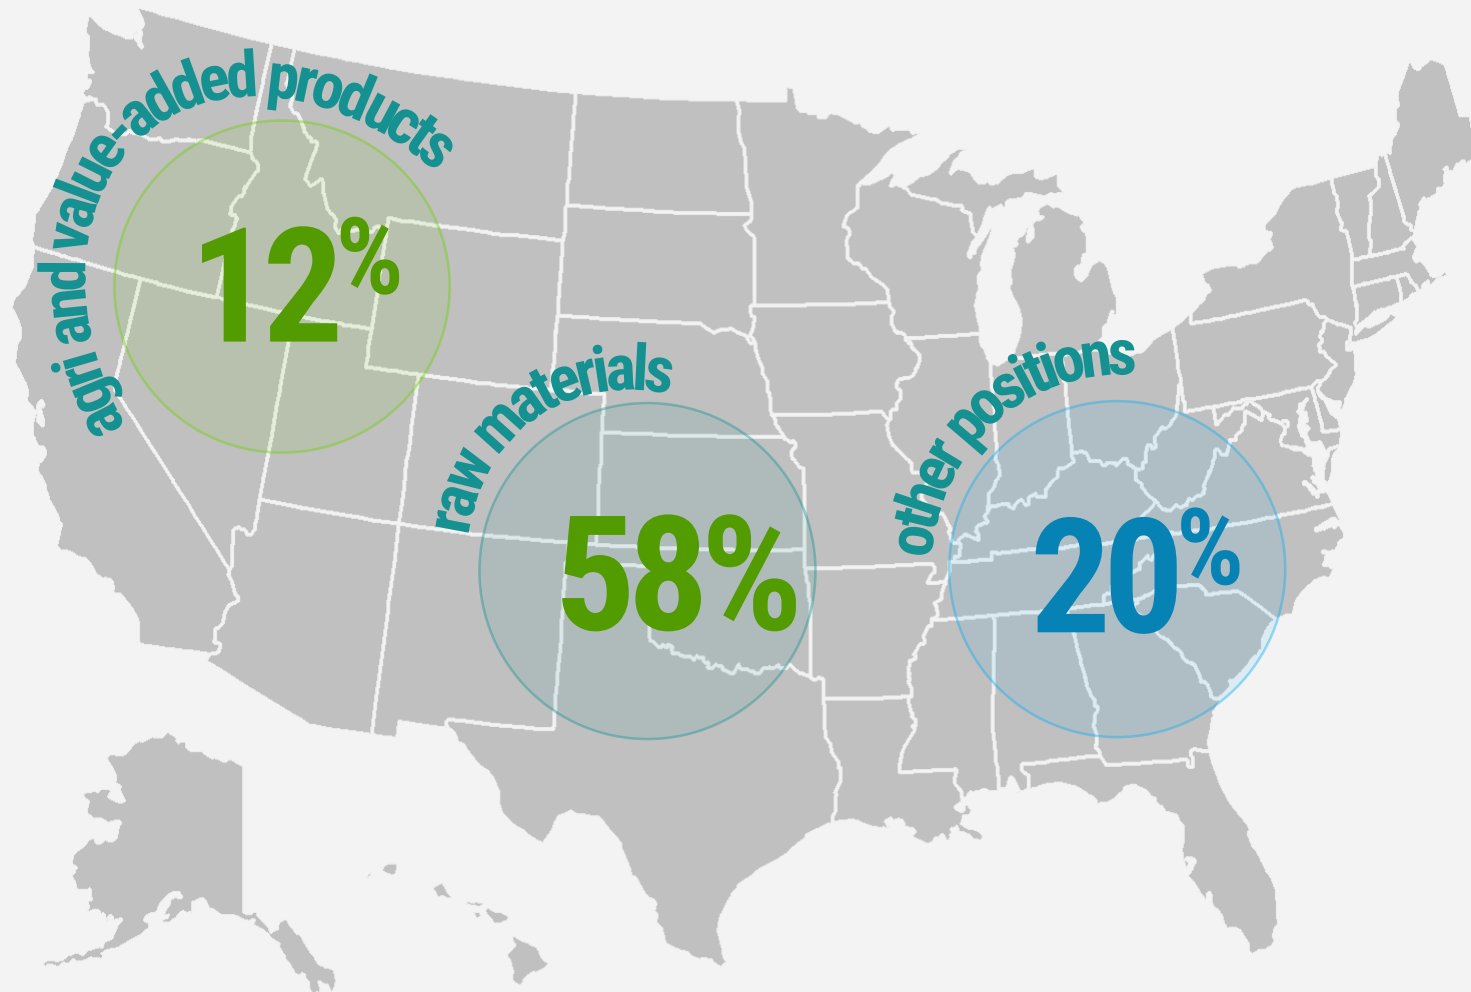 agri and value-added products
12%
raw materials
58%
other positions
20%